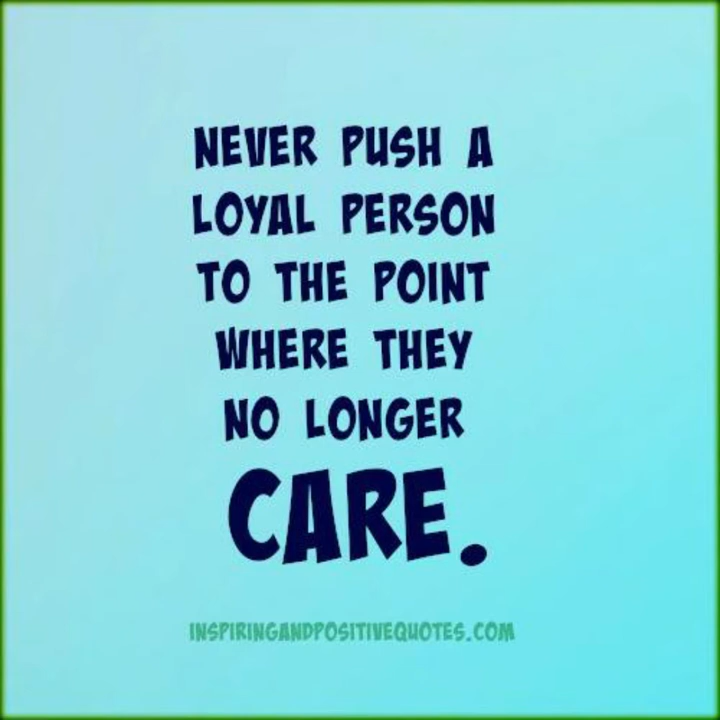 NEVER PUSH A
LOYAL PERSON
TO THE POINT
WHERE THEY
NO LONGER
CARE.
INSPIRINGANDPOSITIVEQUOTES.COM